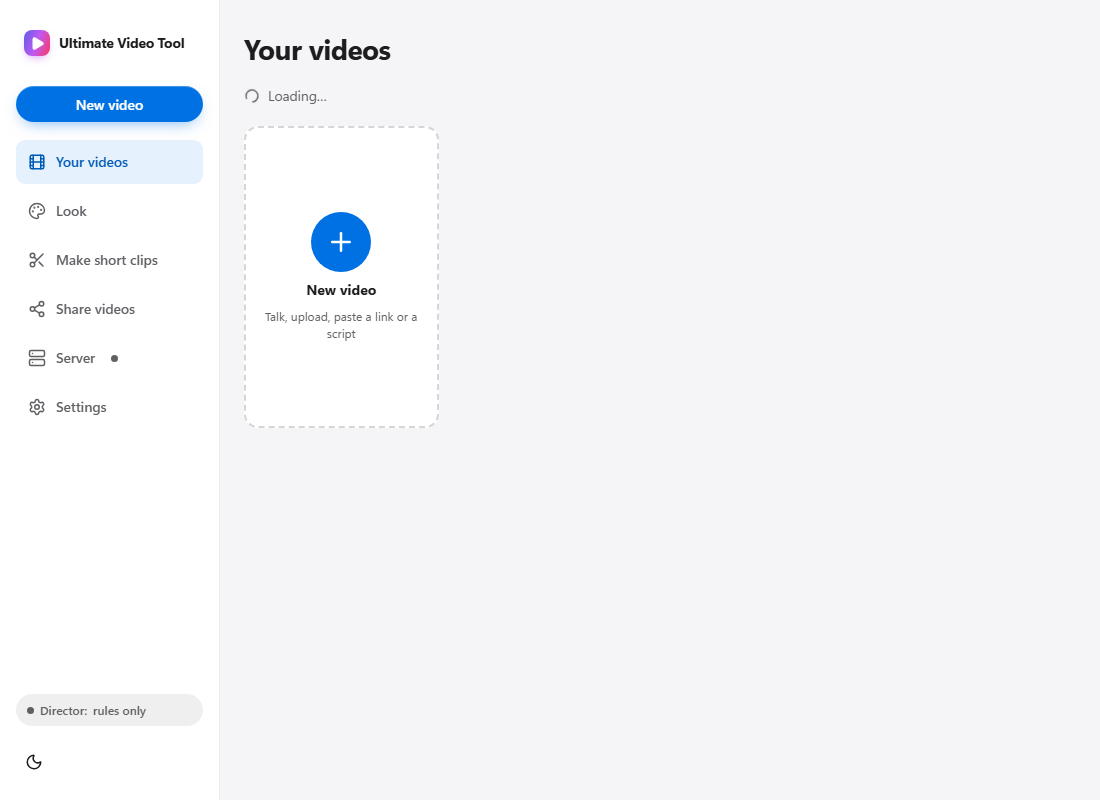 Ultimate Video Tool
New video
Your videos
Look
Make short clips
Share videos
Server
Settings
Director: rules only
Your videos
Loading...
New video
Talk, upload, paste a link or a
script